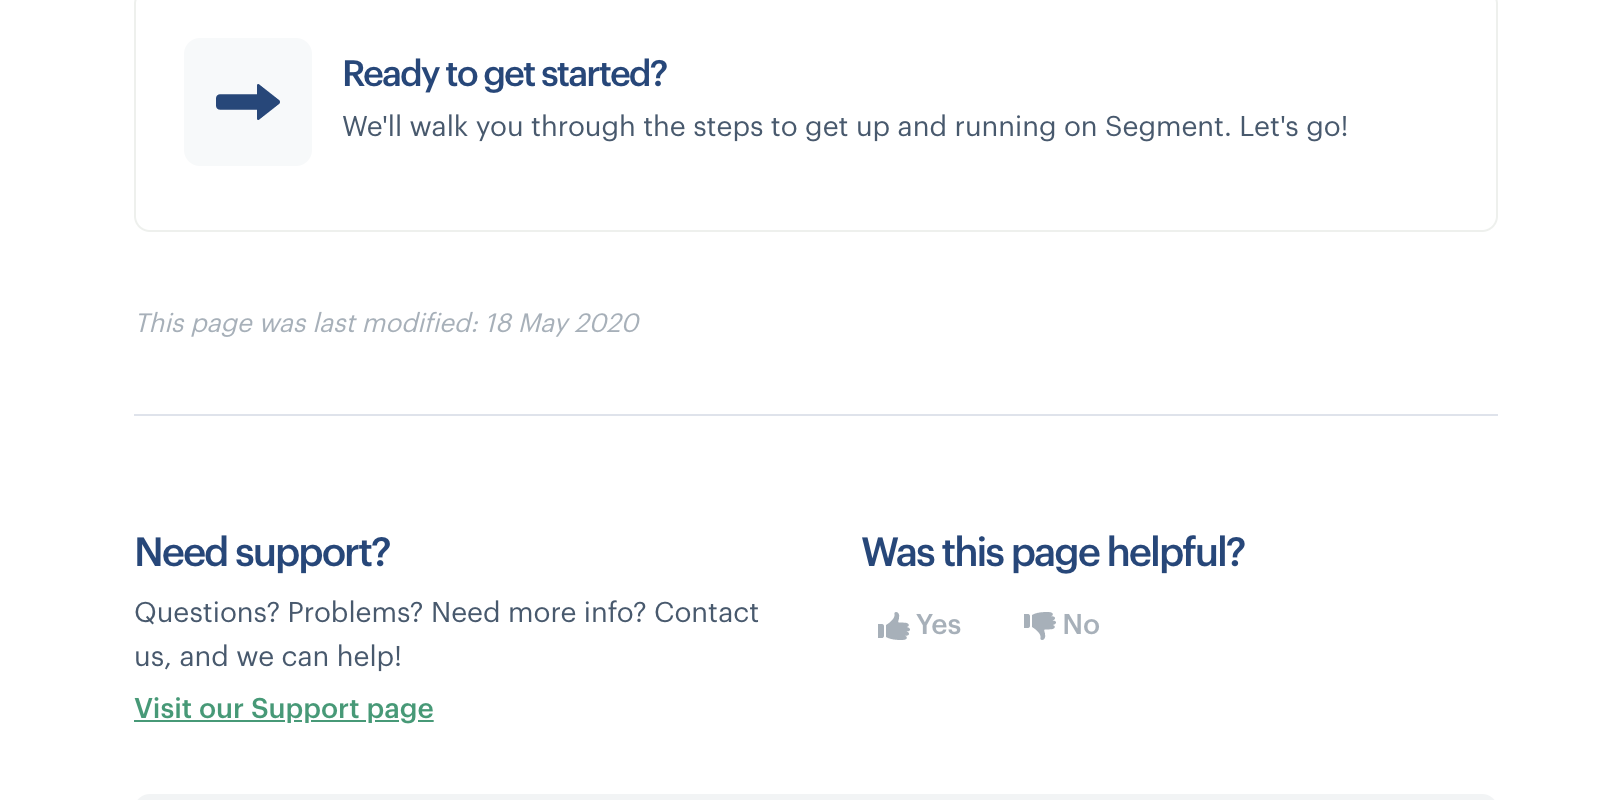 Ready to get started?
We'll walk you through the steps to get up and running on Segment. Let's go!
This page was last modified: 18 May 2020
Need support?
Questions? Problems? Need more info? Contact
us, and we can help!
Visit our Support page
Was this page helpful?
Yes
No